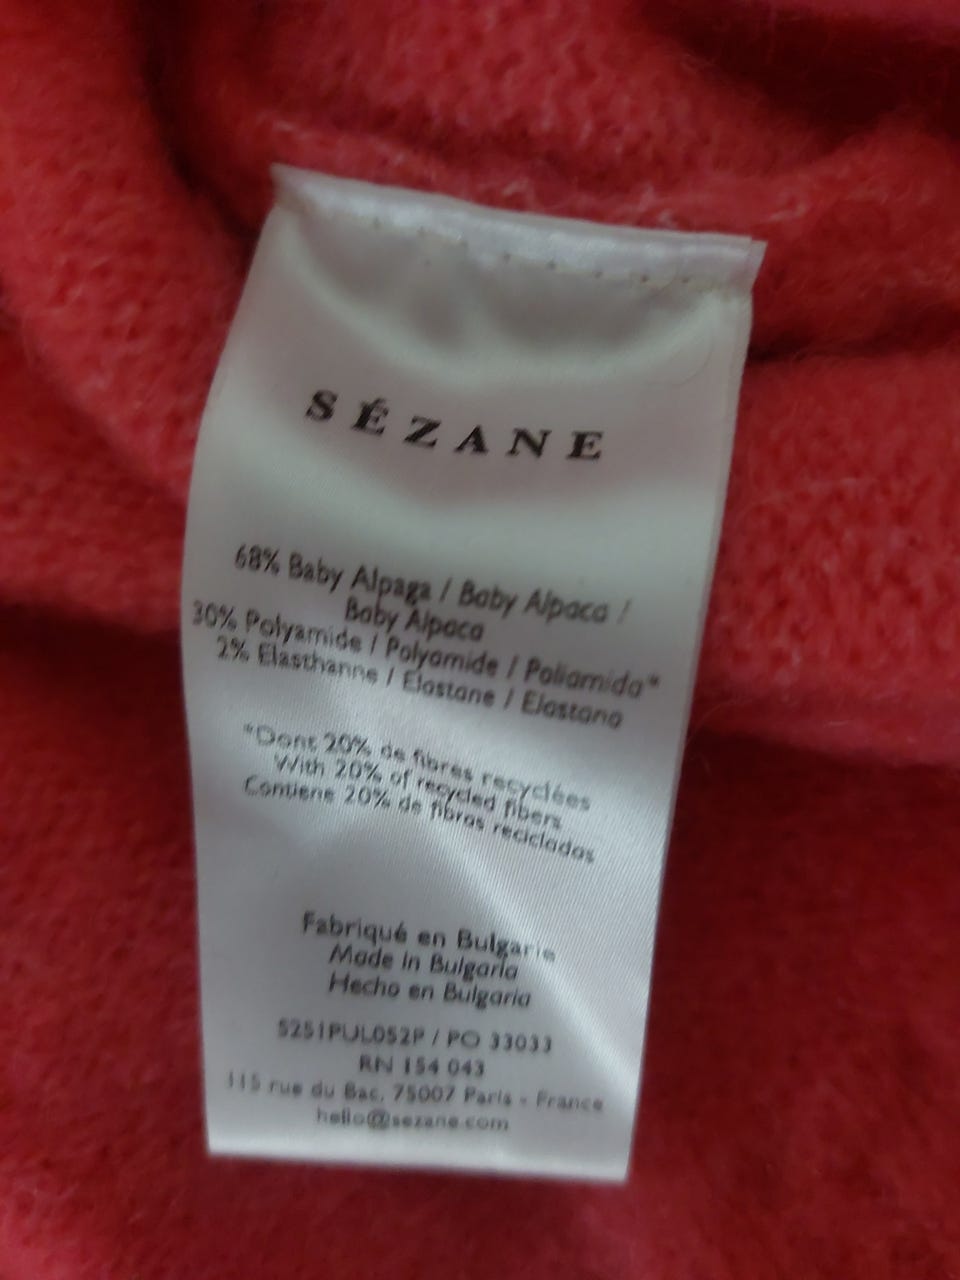 SÉZANE
68% Baby Alpaga / Baby Alpaca /
Baby Alpaca
30% Polyamide / Polyamide / Poliamida*
2% Elasthanne / Elastane / Elastano
*Dont 20% de fibres recyclées
With 20% of recycled fibers
Contiene 20% de fibras recicladas
Fabriqué en Bulgarie
Made in Bulgaria
Hecho en Bulgaria
S251PUL052P / PO 33033
RN 154 043
115 rue du Bac, 75007 Paris - France
hello@sezane.com